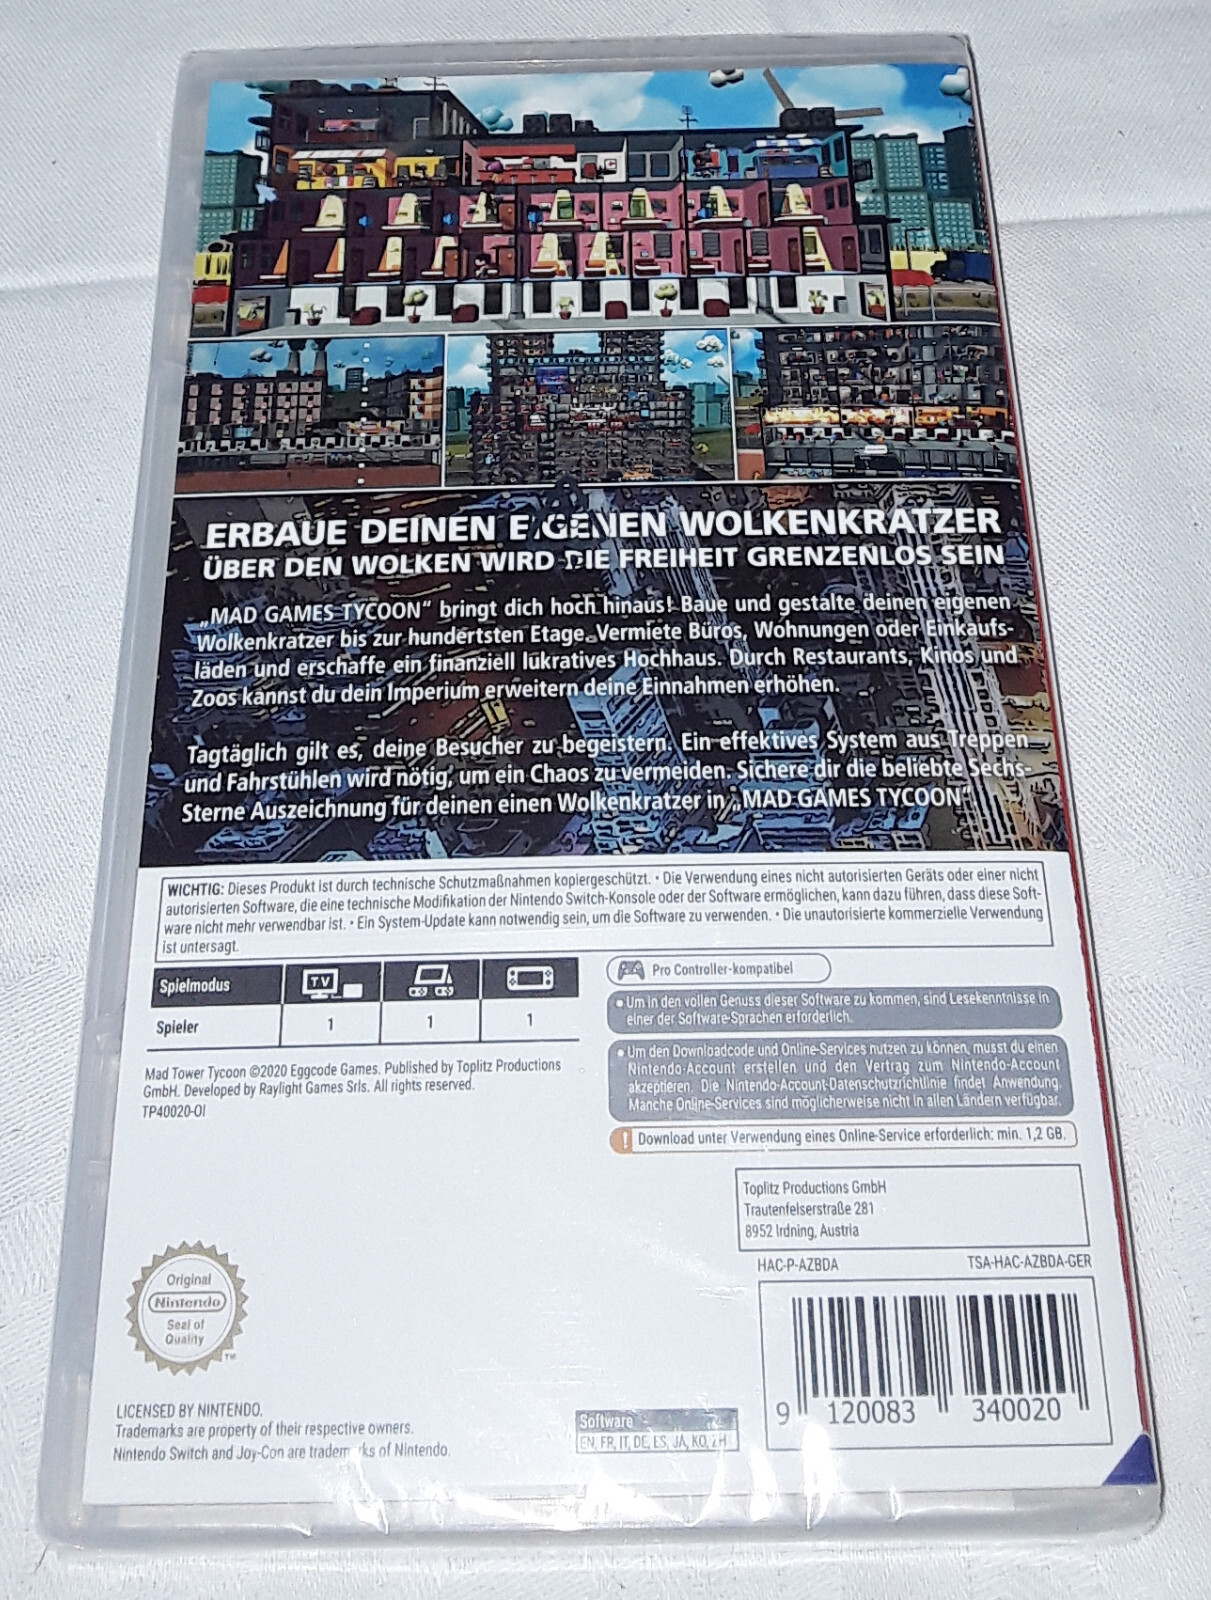 ERBAUE DEINEN EIGENEN WOLKENKRATZER
ÜBER DEN WOLKEN WIRD DIE FREIHEIT GRENZENLOS SEIN
„MAD GAMES TYCOON“ bringt dich hoch hinaus! Baue und gestalte deinen eigenen
Wolkenkratzer bis zur hundertsten Etage. Vermiete Büros, Wohnungen oder Einkaufs-
läden und erschaffe ein finanziell lukratives Hochhaus. Durch Restaurants, Kinos und
Zoos kannst du dein Imperium erweitern deine Einnahmen erhöhen.
Tagtäglich gilt es, deine Besucher zu begeistern. Ein effektives System aus Treppen
und Fahrstühlen wird nötig, um ein Chaos zu vermeiden. Sichere dir die beliebte Sechs-
Sterne Auszeichnung für deinen einen Wolkenkratzer in „MAD GAMES TYCOON“
WICHTIG: Dieses Produkt ist durch technische Schutzmaßnahmen kopiergeschützt. • Die Verwendung eines nicht autorisierten Geräts oder einer nicht
autorisierten Software, die eine technische Modifikation der Nintendo Switch-Konsole oder der Software ermöglichen, kann dazu führen, dass diese Soft-
ware nicht mehr verwendbar ist. • Ein System-Update kann notwendig sein, um die Software zu verwenden. • Die unautorisierte kommerzielle Verwendung
ist untersagt.
Spielmodus TV
Spieler 1 1 1
Mad Tower Tycoon ©2020 Eggcode Games. Published by Toplitz Productions
GmbH. Developed by Raylight Games Srls. All rights reserved.
TP40020-OI
Pro Controller-kompatibel
• Um in den vollen Genuss dieser Software zu kommen, sind Lesekenntnisse in
einer der Software-Sprachen erforderlich.
• Um den Downloadcode und Online-Services nutzen zu können, musst du einen
Nintendo-Account erstellen und den Vertrag zum Nintendo-Account
akzeptieren. Die Nintendo-Account-Datenschutzrichtlinie findet Anwendung.
Manche Online-Services sind möglicherweise nicht in allen Ländern verfügbar.
! Download unter Verwendung eines Online-Service erforderlich: min. 1,2 GB.
Toplitz Productions GmbH
Trautenfelserstraße 281
8952 Irdning, Austria
HAC-P-AZBDA TSA-HAC-AZBDA-GER
9 120083 340020
Original
Nintendo
Seal of
Quality
TM
LICENSED BY NINTENDO.
Trademarks are property of their respective owners.
Nintendo Switch and Joy-Con are trademarks of Nintendo.
Software
EN, FR, IT, DE, ES, JA, KO, ZH